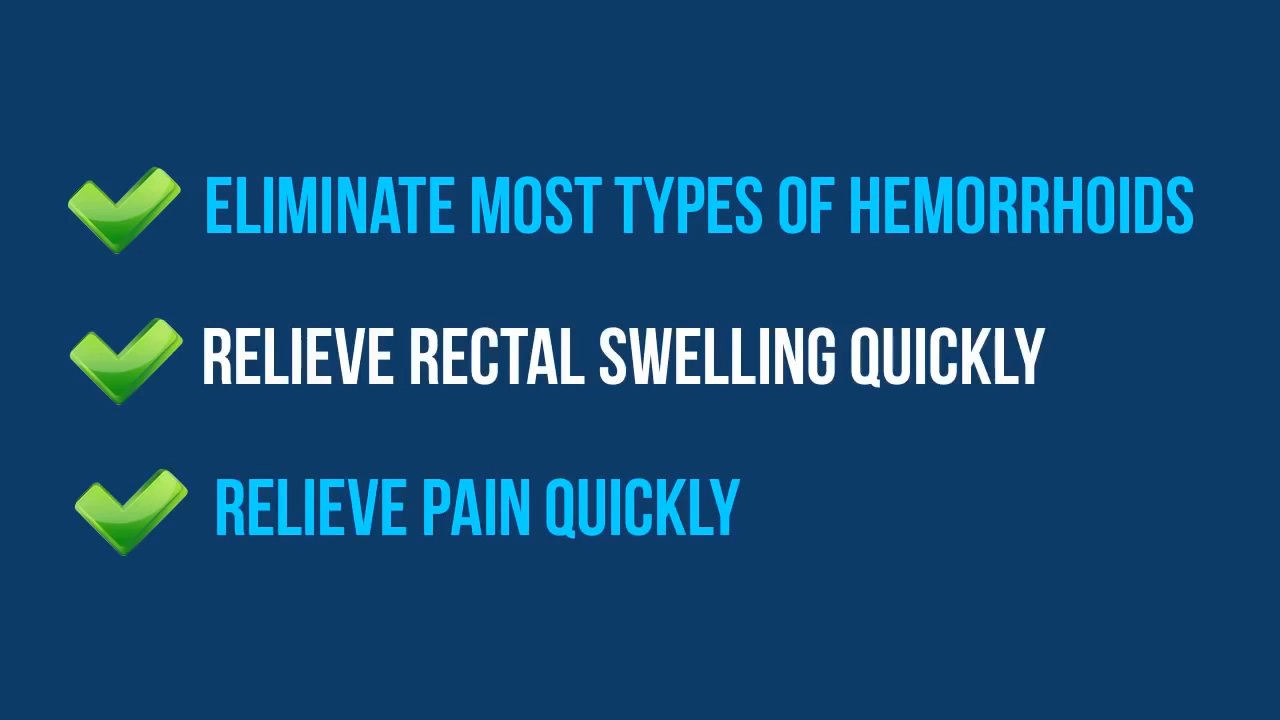 ELIMINATE MOST TYPES OF HEMORRHOIDS
RELIEVE RECTAL SWELLING QUICKLY
RELIEVE PAIN QUICKLY